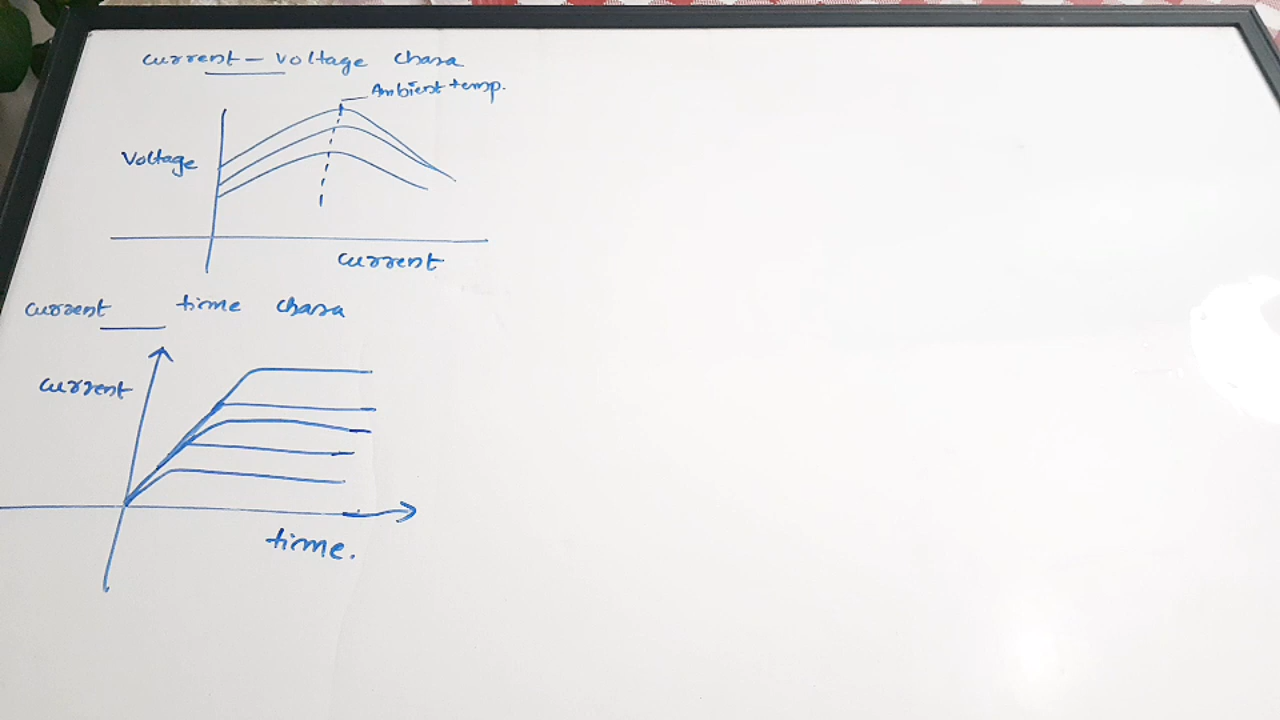 current - voltage chara
Ambient temp.
Voltage
current
current time chara
current
time.